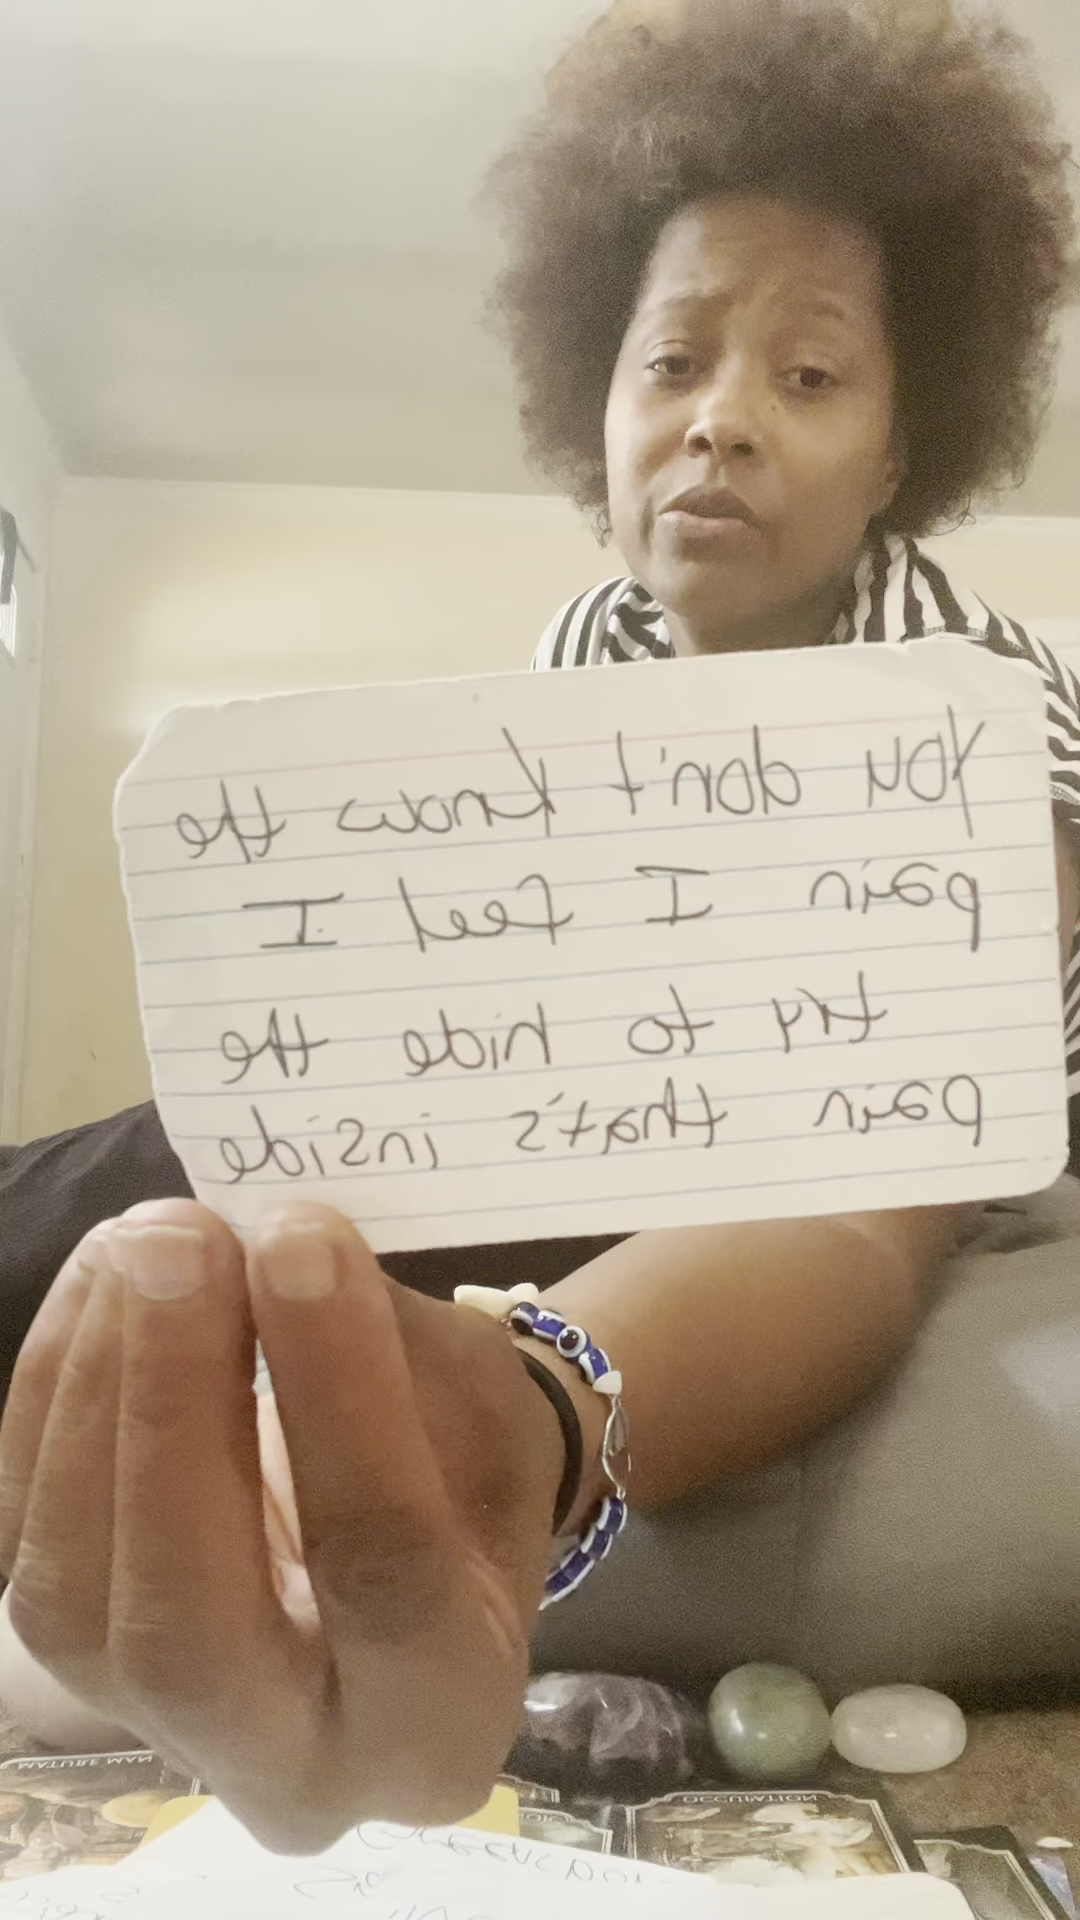 You don't know the
pain I feel I
try to hide the
pain that's inside
MATURE MAN
OCCUPATION